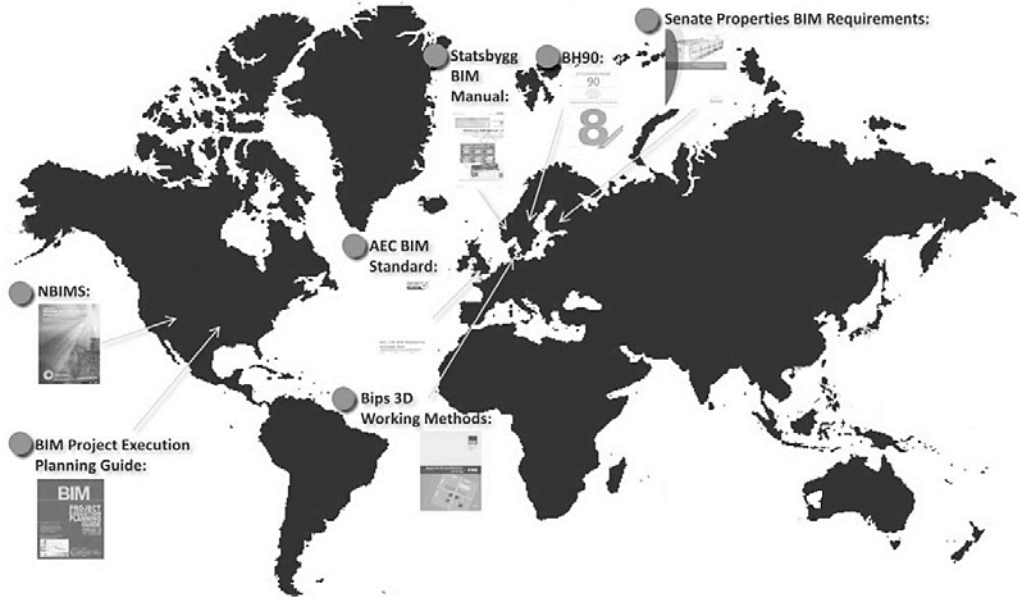 Senate Properties BIM Requirements:
Statsbygg
BIM
Manual:
BH90:
90
8
AEC BIM
Standard:
NBIMS:
Bips 3D
Working Methods:
BIM Project Execution
Planning Guide:
BIM
PROJECT
EXECUTION
PLANNING
GUIDE